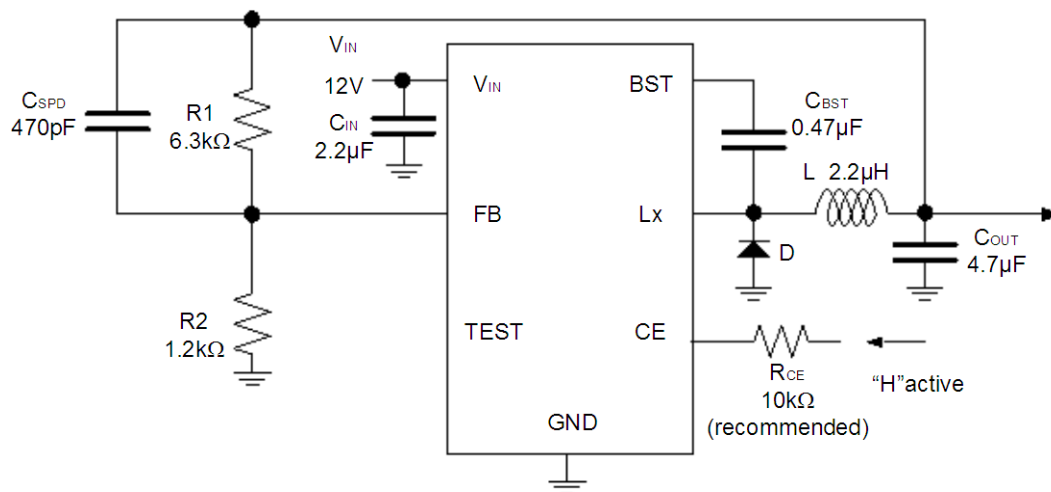 VIN
12V
CSPD
470pF
R1
6.3kΩ
CIN
2.2µF
VIN
BST
CBST
0.47µF
L 2.2µH
FB
Lx
D
COUT
4.7µF
R2
1.2kΩ
TEST
CE
RCE
10kΩ
(recommended)
“H”active
GND